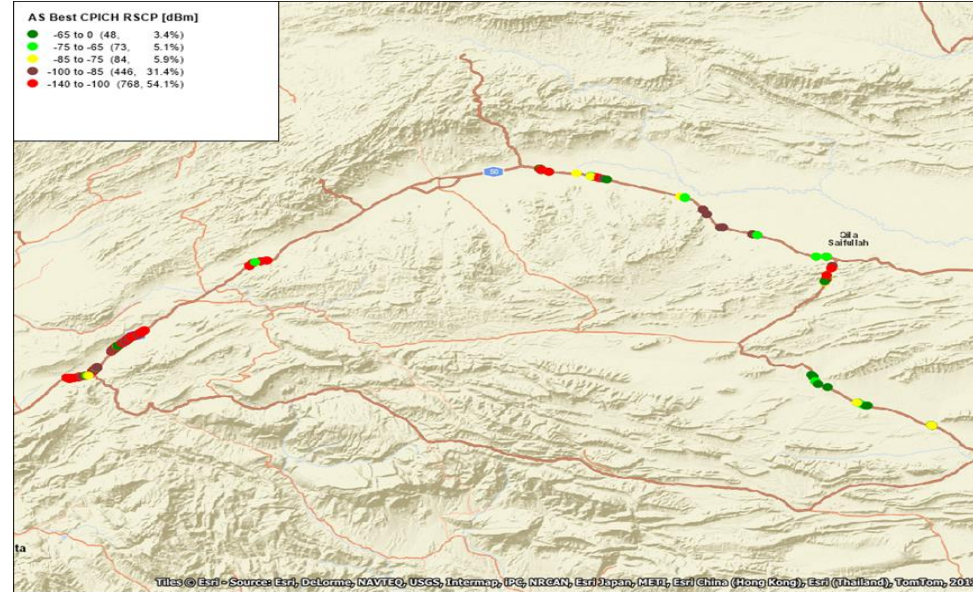 AS Best CPICH RSCP [dBm]
-65 to 0 (48, 3.4%)
-75 to -65 (73, 5.1%)
-85 to -75 (84, 5.9%)
-100 to -85 (446, 31.4%)
-140 to -100 (768, 54.1%)
50
Qila
Saifullah
ta
Tiles © Esri - Source: Esri, DeLorme, NAVTEQ, USGS, Intermap, iPC, NRCAN, Esri Japan, METI, Esri China (Hong Kong), Esri (Thailand), TomTom, 201